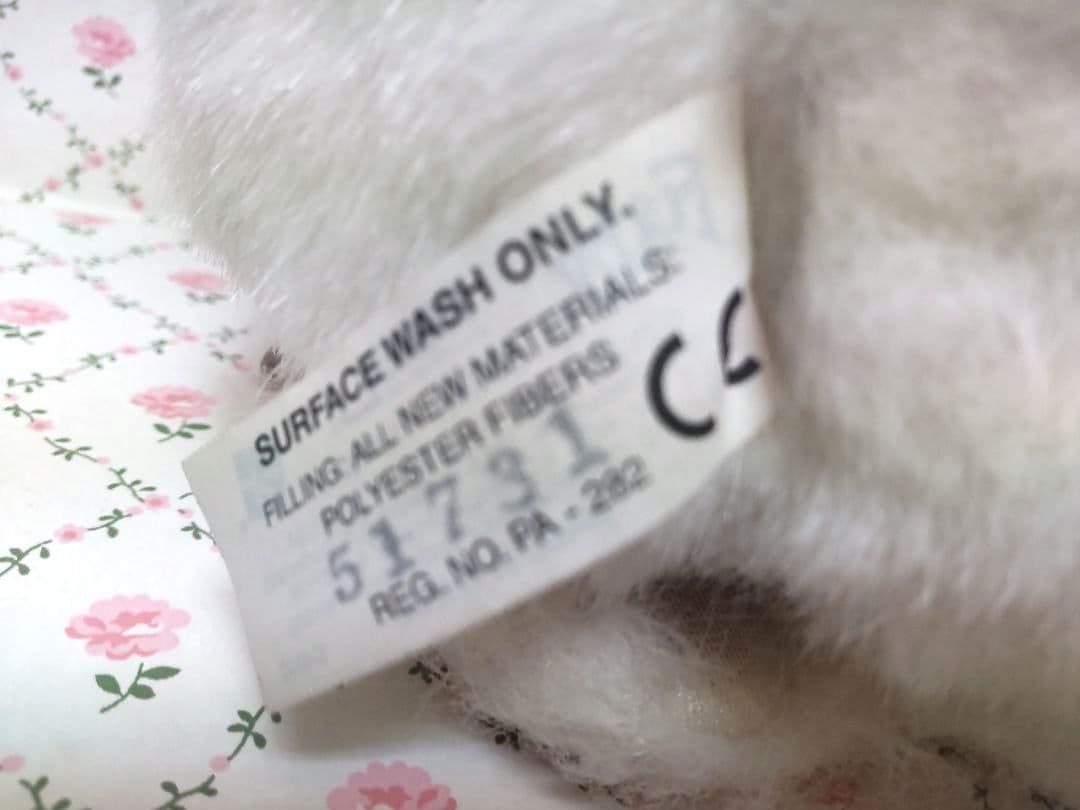 SURFACE WASH ONLY.
FILLING: ALL NEW MATERIALS:
POLYESTER FIBERS
51731
REG. NO. PA - 282
CE